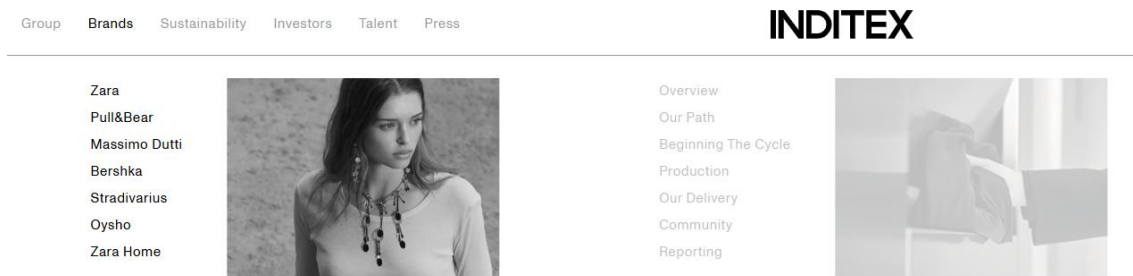 Group Brands Sustainability Investors Talent Press
INDITEX
Zara
Pull&Bear
Massimo Dutti
Bershka
Stradivarius
Oysho
Zara Home
Overview
Our Path
Beginning The Cycle
Production
Our Delivery
Community
Reporting